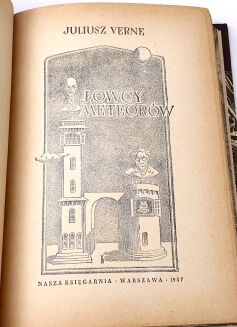 JULIUSZ VERNE
ŁOWCY
METEORÓW
NASZA KSIĘGARNIA · WARSZAWA · 1957